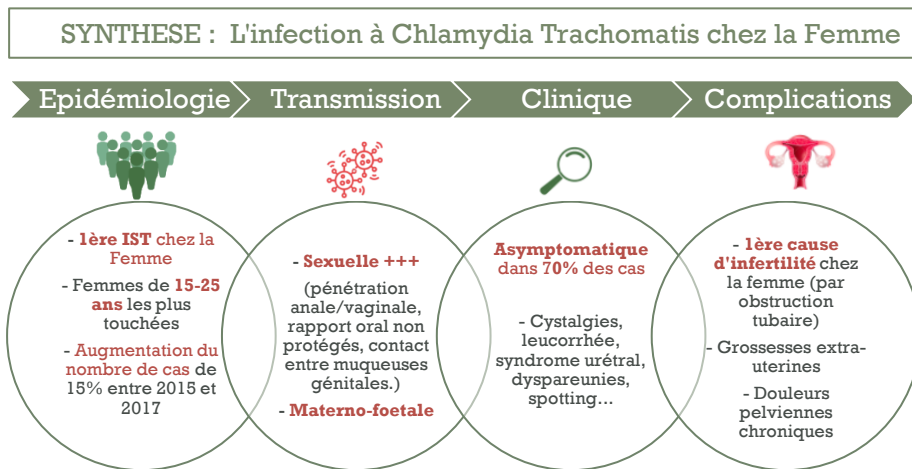 SYNTHESE : L'infection à Chlamydia Trachomatis chez la Femme
Epidémiologie
Transmission
Clinique
Complications
- 1ère IST chez la
Femme
- Femmes de 15-25
ans les plus
touchées
- Augmentation du
nombre de cas de
15% entre 2015 et
2017
- Sexuelle +++
(pénétration
anale/vaginale,
rapport oral non
protégés, contact
entre muqueuses
génitales.)
- Materno-foetale
Asymptomatique
dans 70% des cas
- Cystalgies,
leucorrhée,
syndrome urétral,
dyspareunies,
spotting...
- 1ère cause
d'infertilité chez
la femme (par
obstruction
tubaire)
- Grossesses extra-
uterines
- Douleurs
pelviennes
chroniques